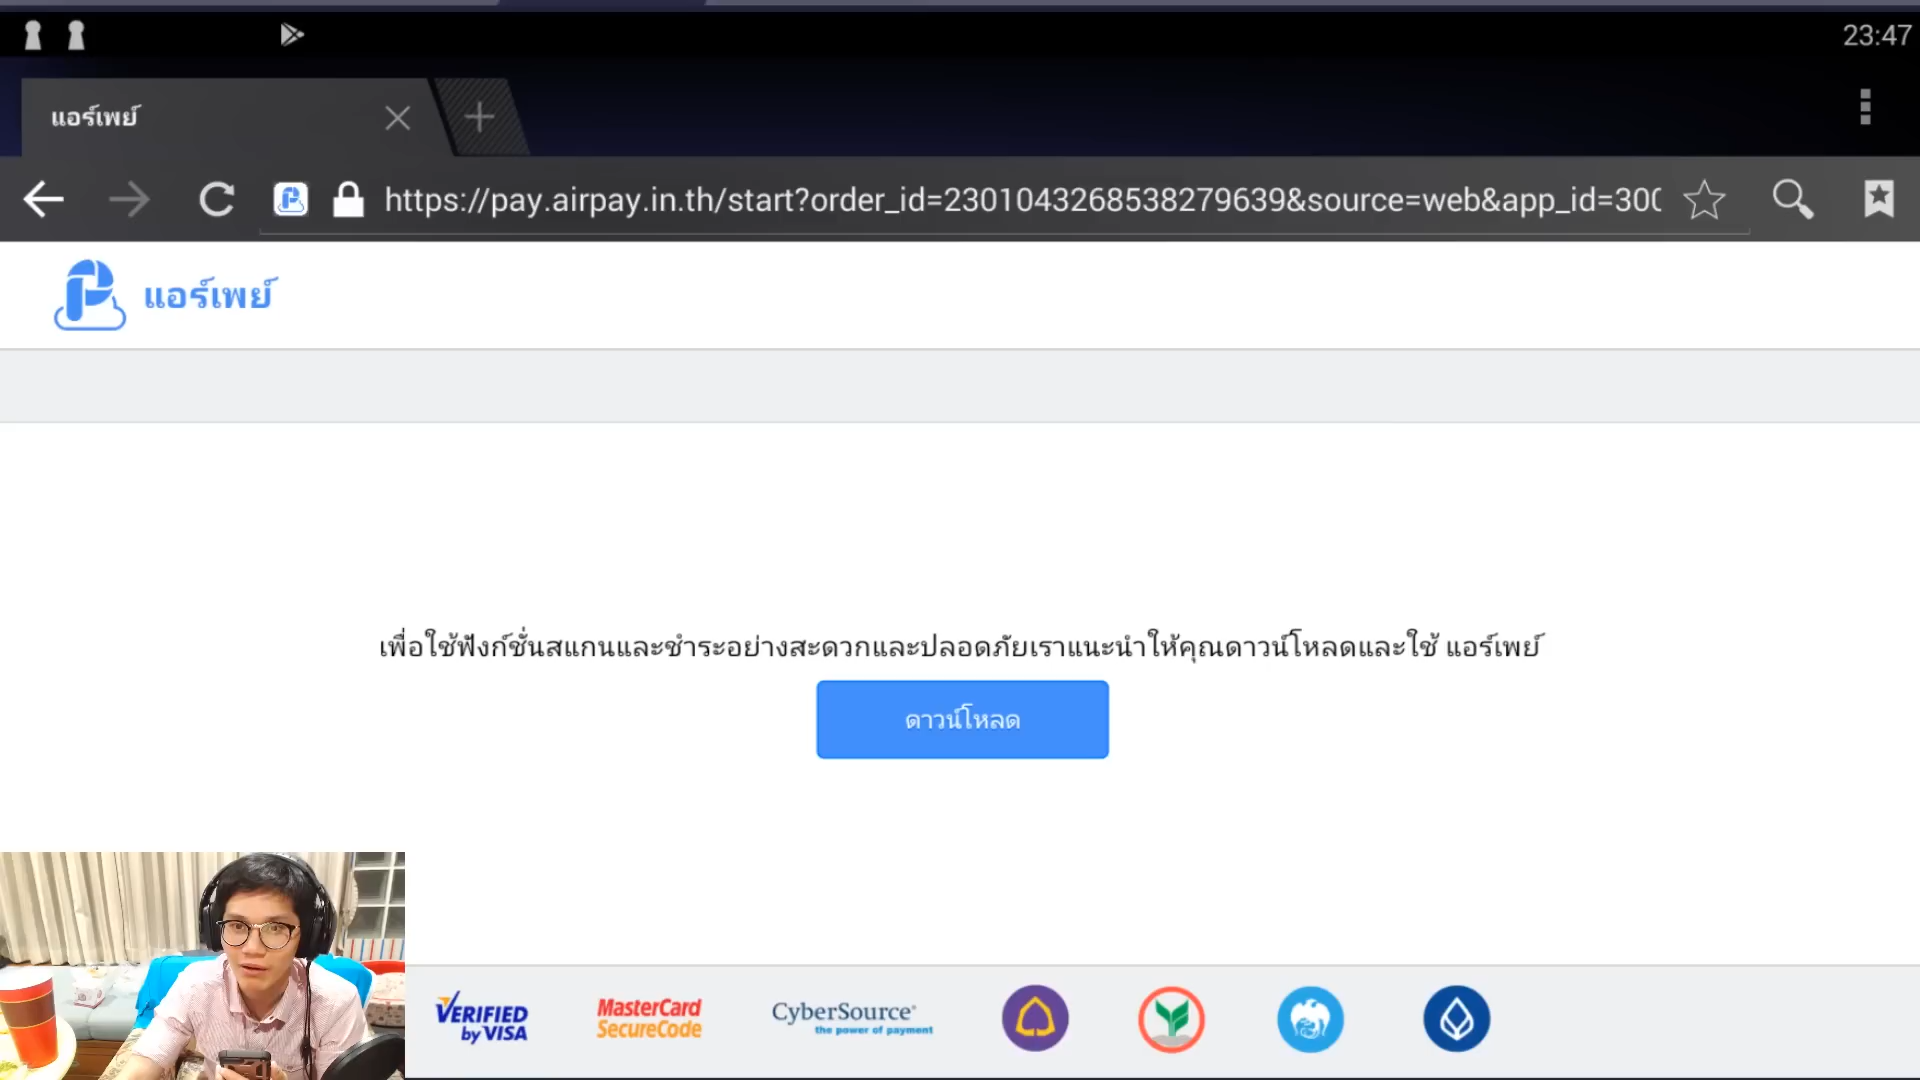 23:47
แอร์เพย์
https://pay.airpay.in.th/start?order_id=2301043268538279639&source=web&app_id=300
แอร์เพย์
เพื่อใช้ฟังก์ชั่นสแกนและชำระอย่างสะดวกและปลอดภัยเราแนะนำให้คุณดาวน์โหลดและใช้ แอร์เพย์
ดาวน์โหลด
VERIFIED by VISA
MasterCard SecureCode
CyberSource the power of payment